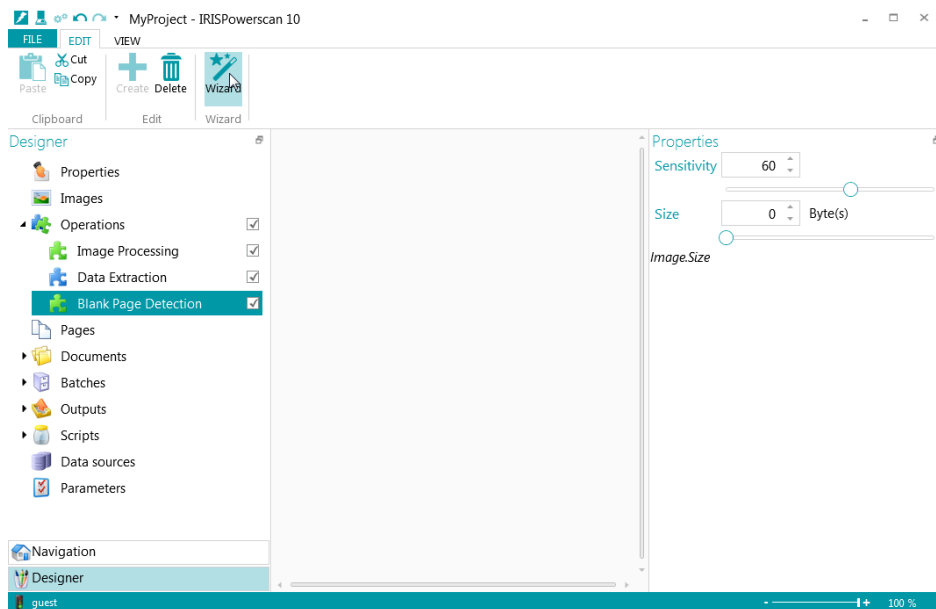 MyProject - IRISPowerscan 10
FILE EDIT VIEW
Paste
Cut
Copy
Create Delete
Wizard
Clipboard Edit Wizard
Designer
Properties
Images
Operations
Image Processing
Data Extraction
Blank Page Detection
Pages
Documents
Batches
Outputs
Scripts
Data sources
Parameters
Navigation
Designer
Properties
Sensitivity 60
Size 0 Byte(s)
Image.Size
guest
- + 100 %